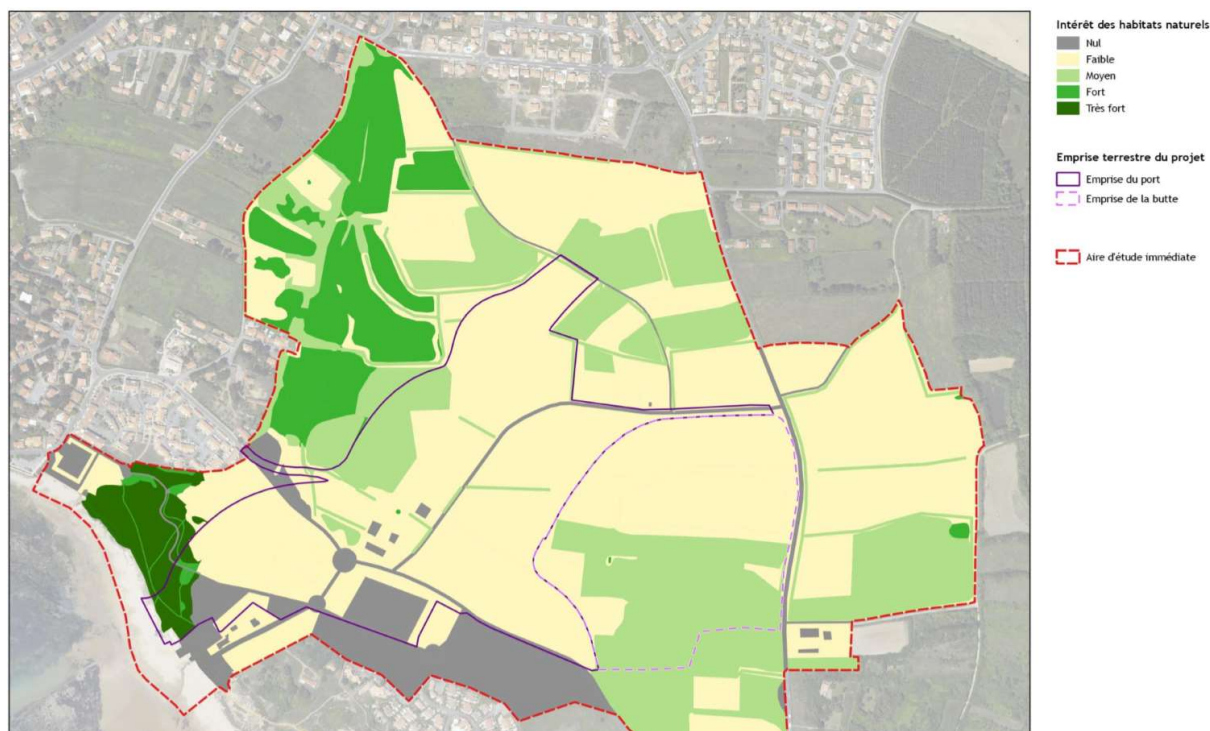 Intérêt des habitats naturels
Nul
Faible
Moyen
Fort
Très fort
Emprise terrestre du projet
Emprise du port
Emprise de la butte
Aire d'étude immédiate